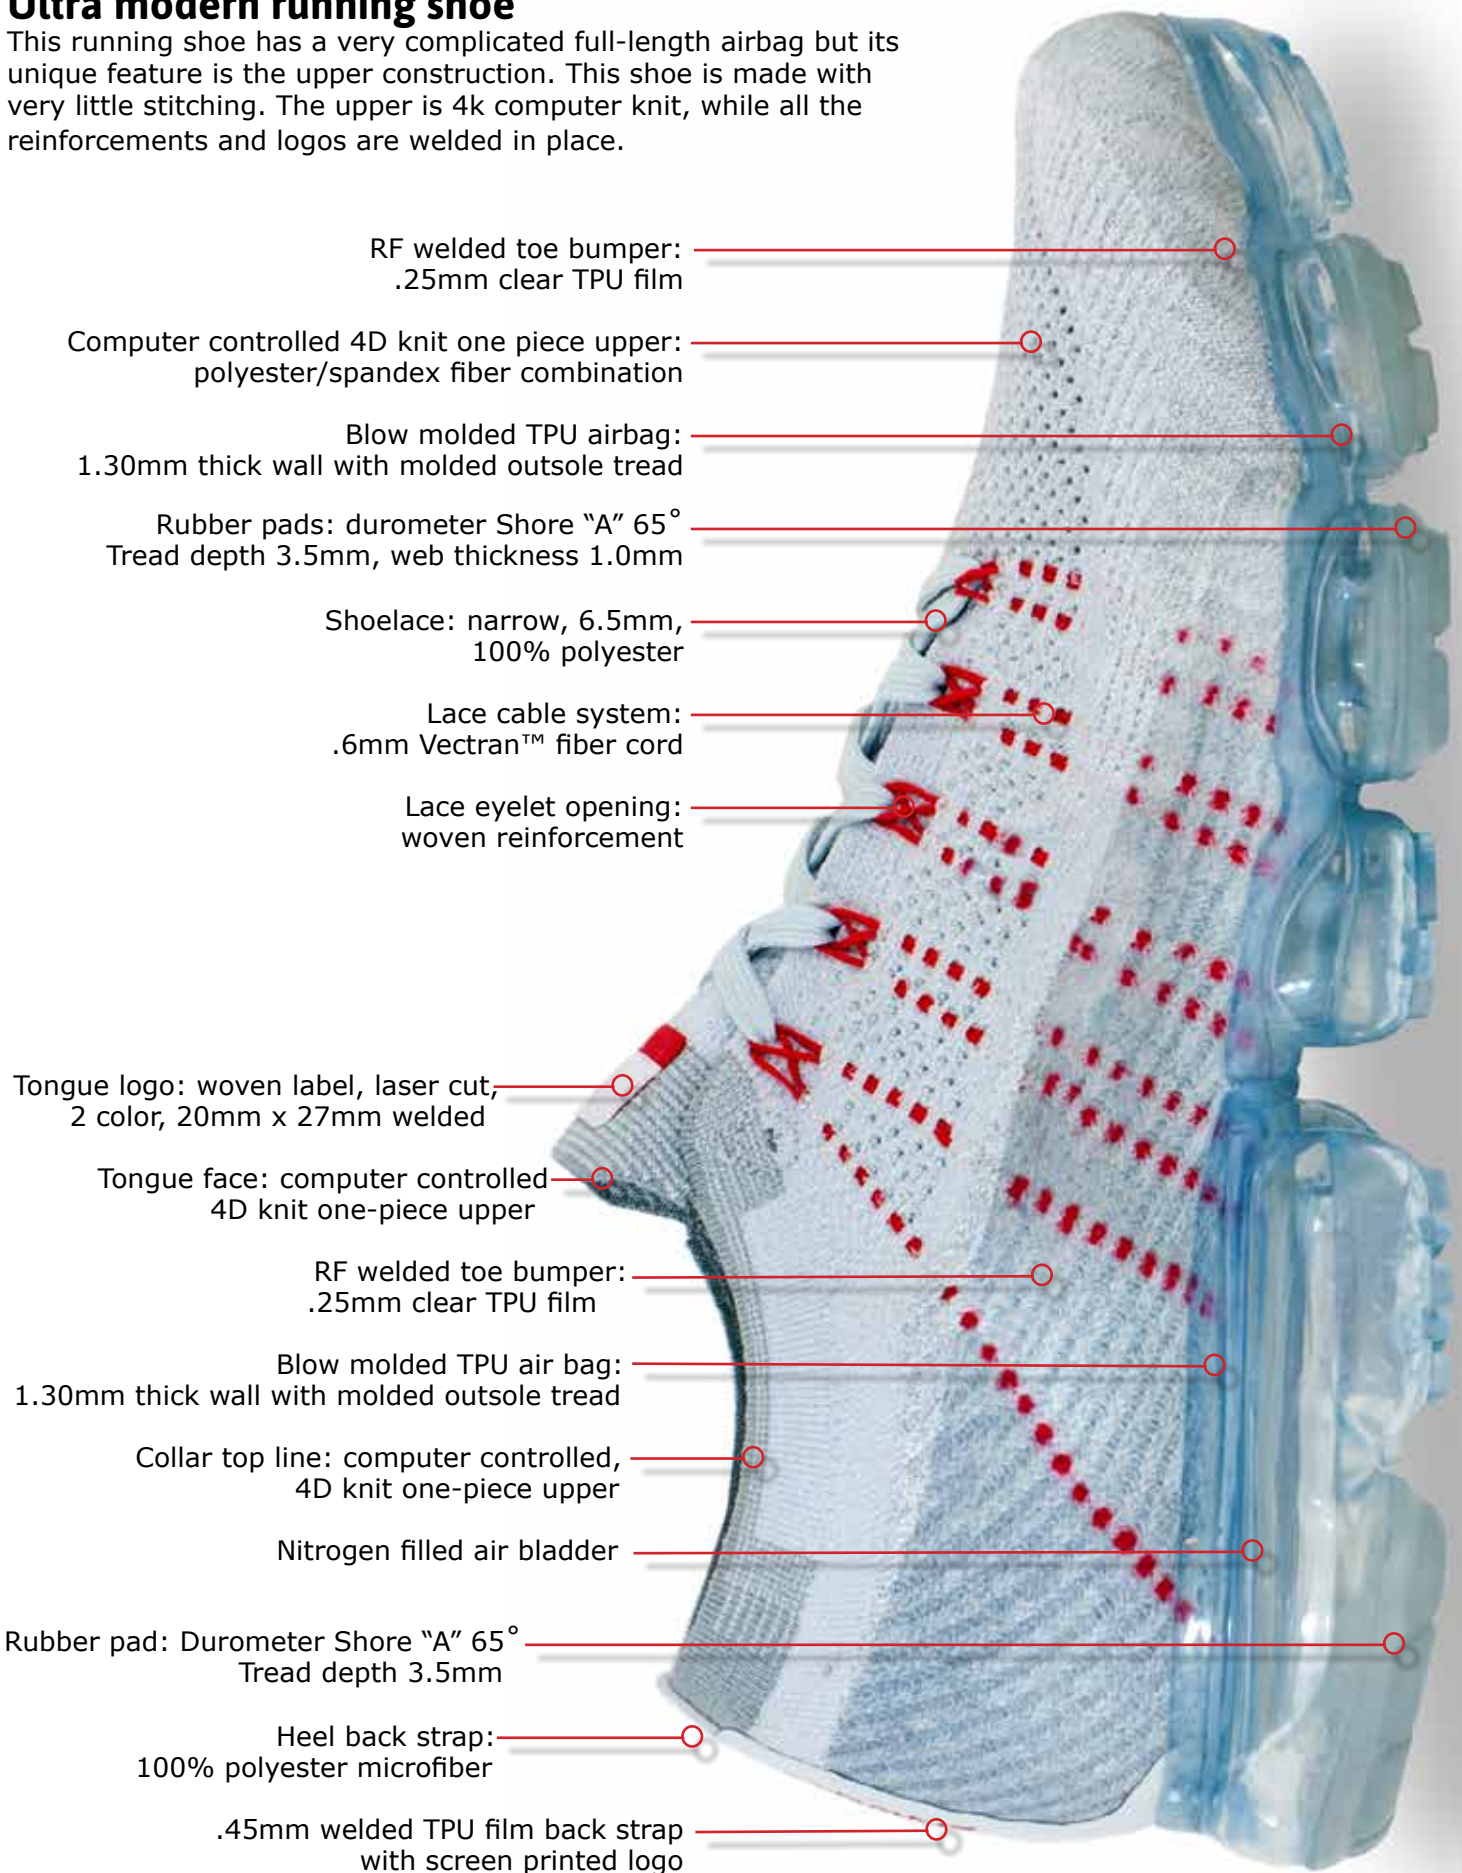 Ultra modern running shoe
This running shoe has a very complicated full-length airbag but its
unique feature is the upper construction. This shoe is made with
very little stitching. The upper is 4k computer knit, while all the
reinforcements and logos are welded in place.
RF welded toe bumper:
.25mm clear TPU film
Computer controlled 4D knit one piece upper:
polyester/spandex fiber combination
Blow molded TPU airbag:
1.30mm thick wall with molded outsole tread
Rubber pads: durometer Shore “A” 65°
Tread depth 3.5mm, web thickness 1.0mm
Shoelace: narrow, 6.5mm,
100% polyester
Lace cable system:
.6mm Vectran™ fiber cord
Lace eyelet opening:
woven reinforcement
Tongue logo: woven label, laser cut,
2 color, 20mm x 27mm welded
Tongue face: computer controlled
4D knit one-piece upper
RF welded toe bumper:
.25mm clear TPU film
Blow molded TPU air bag:
1.30mm thick wall with molded outsole tread
Collar top line: computer controlled,
4D knit one-piece upper
Nitrogen filled air bladder
Rubber pad: Durometer Shore “A” 65°
Tread depth 3.5mm
Heel back strap:
100% polyester microfiber
.45mm welded TPU film back strap
with screen printed logo